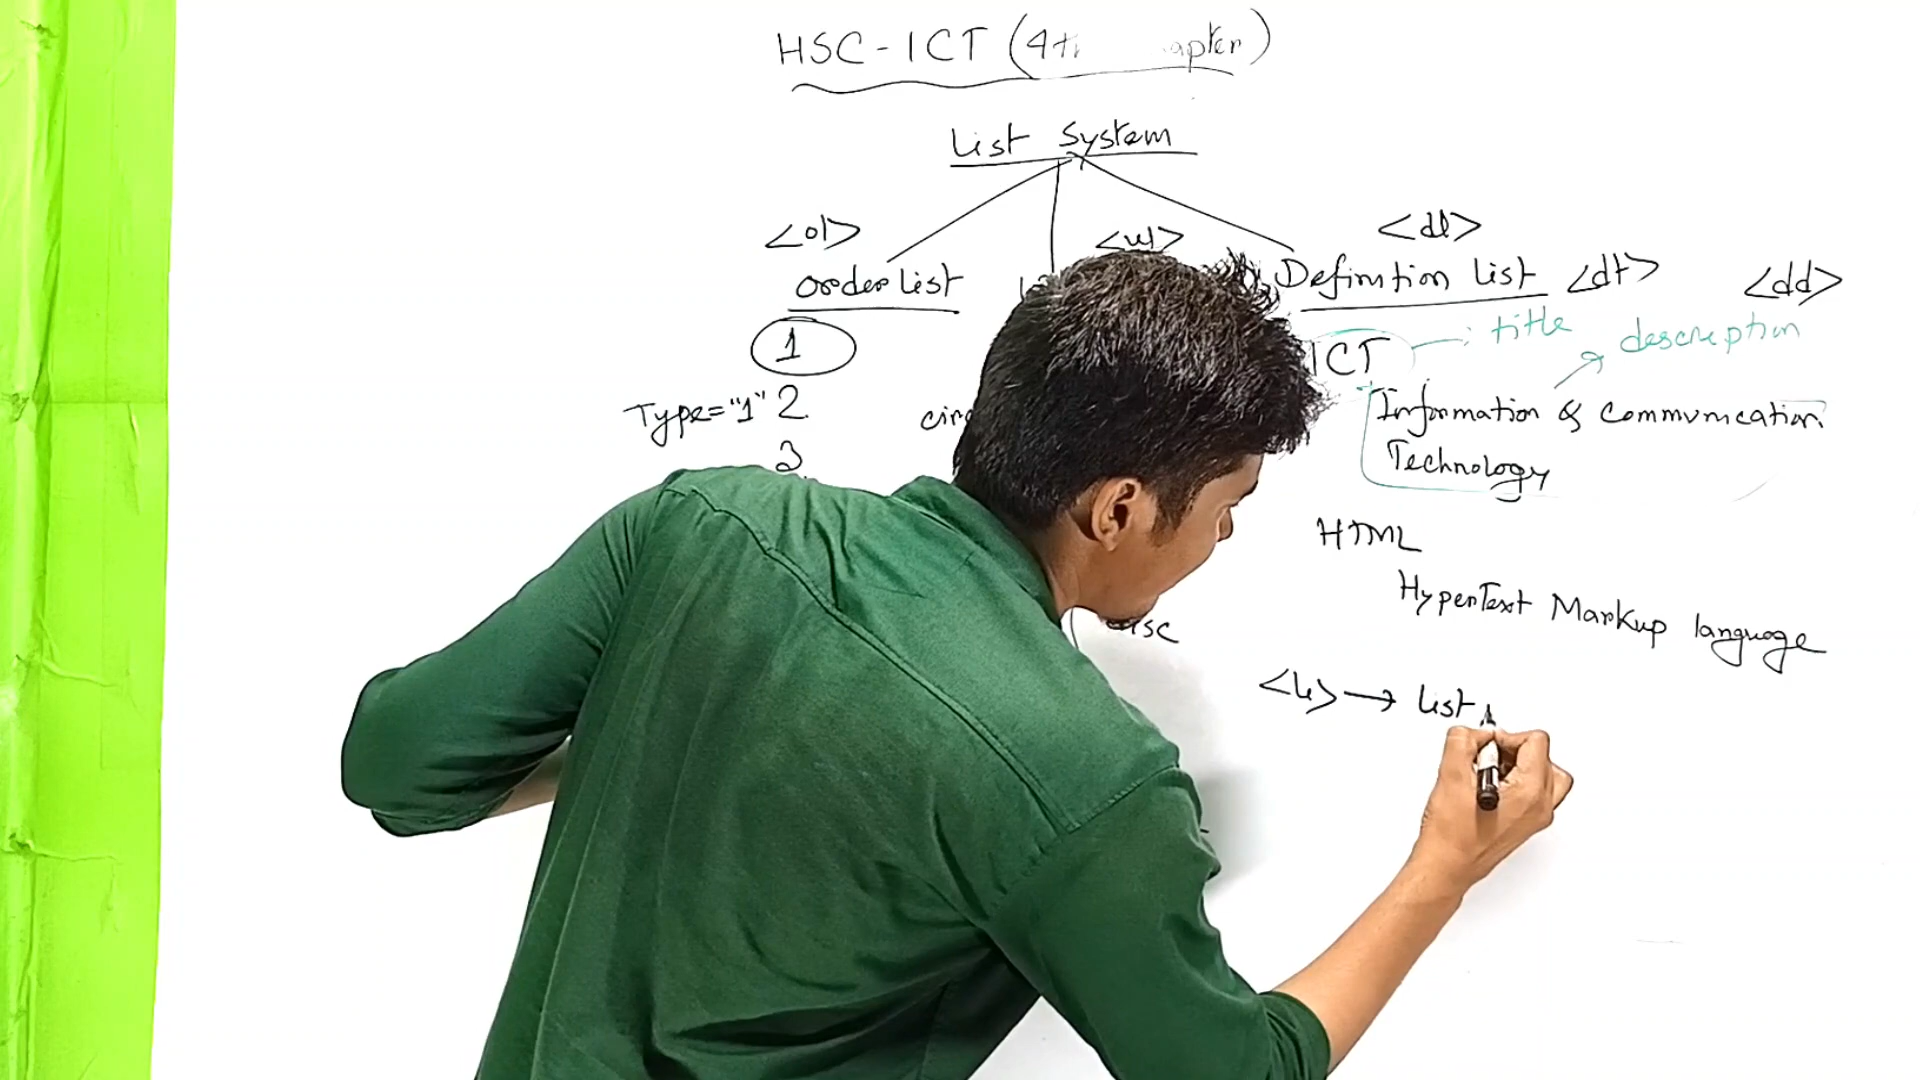 HSC-ICT (4th apter)
List System
<ol>
<ul>
<dl>
Order List
Definition List <dt> <dd>
1
ICT : title description
Type="1" 2
Information & Communication
3
Technology
HTML
HyperText Markup language
<li> → List